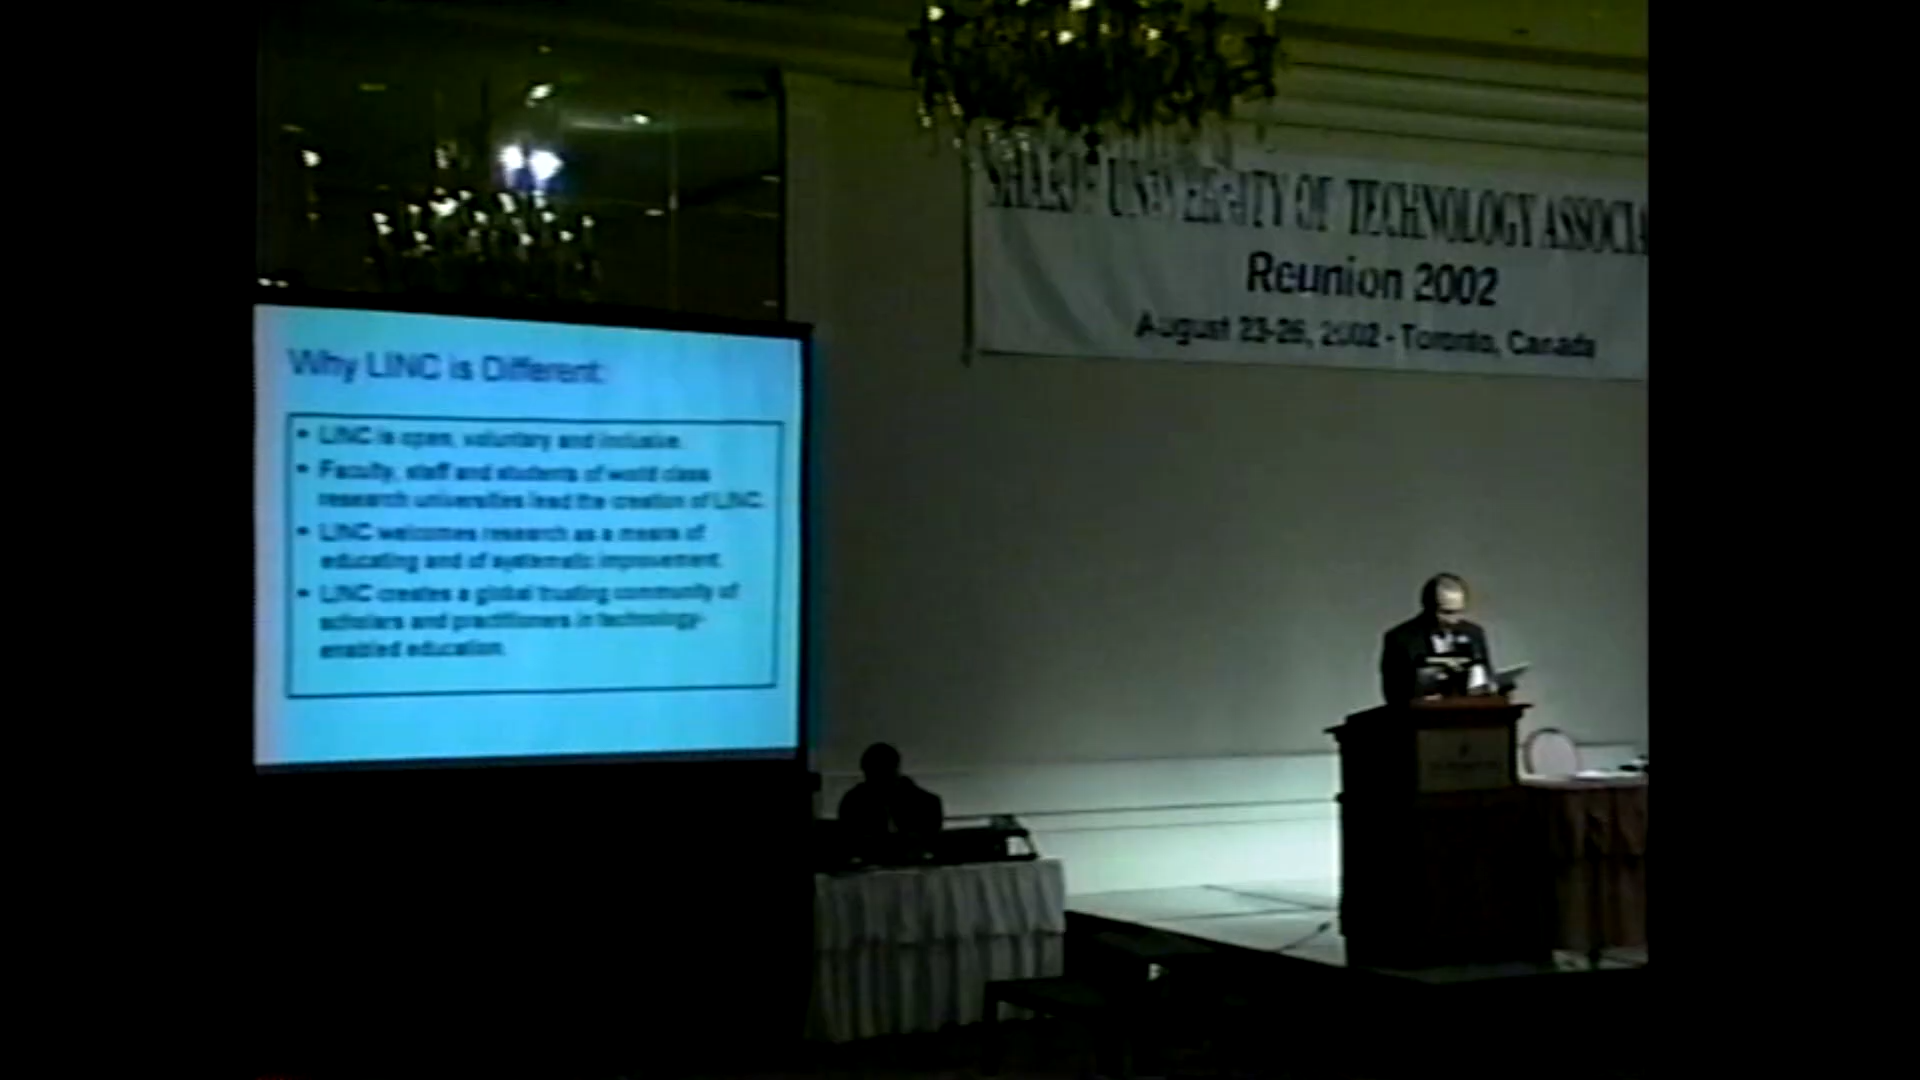 Why LINC is Different:
• LINC is open, voluntary and inclusive.
• Faculty, staff and students of world class
research universities lead the creation of LINC.
• LINC welcomes research as a means of
educating and of systematic improvement.
• LINC creates a global trusting community of
scholars and practitioners in technology-
enabled education.
SHARIF UNIVERSITY OF TECHNOLOGY ASSOCIA
Reunion 2002
August 23-26, 2002 - Toronto, Canada